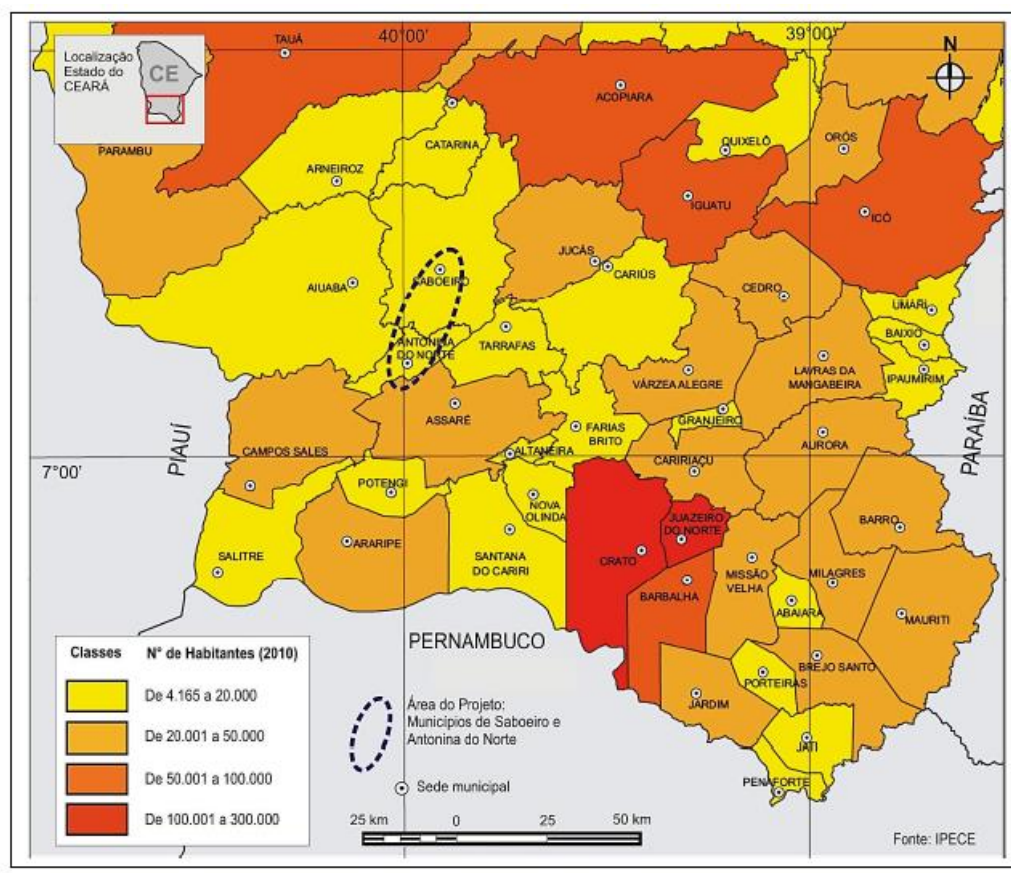 TAUÁ
40°00'
39°00'
N
Localização
Estado do
CEARÁ
CE
ACOPIARA
PARAMBU
CATARINA
QUIXELÔ
ORÓS
ARNEIROZ
IGUATU
ICÓ
JUCÁS
CARIÚS
SABOEIRO
AIUABA
CEDRO
UMARI
BAIXIO
ANTONINA
DO NORTE
TARRAFAS
VÁRZEA ALEGRE
LAVRAS DA
MANGABEIRA
IPAUMIRIM
ASSARÉ
GRANJEIRO
FARIAS
BRITO
AURORA
PIAUÍ
PARAÍBA
CAMPOS SALES
ALTANEIRA
CARIRIAÇU
7°00'
POTENGI
NOVA
OLINDA
JUAZEIRO
DO NORTE
BARRO
SALITRE
ARARIPE
SANTANA
DO CARIRI
CRATO
MISSÃO
VELHA
MILAGRES
BARBALHA
ABAIARA
MAURITI
PERNAMBUCO
BREJO SANTO
PORTEIRAS
JARDIM
JATI
PENAFORTE
Classes
N° de Habitantes (2010)
De 4.165 a 20.000
De 20.001 a 50.000
De 50.001 a 100.000
De 100.001 a 300.000
Área do Projeto:
Municípios de Saboeiro e
Antonina do Norte
Sede municipal
25 km 0 25 50 km
Fonte: IPECE